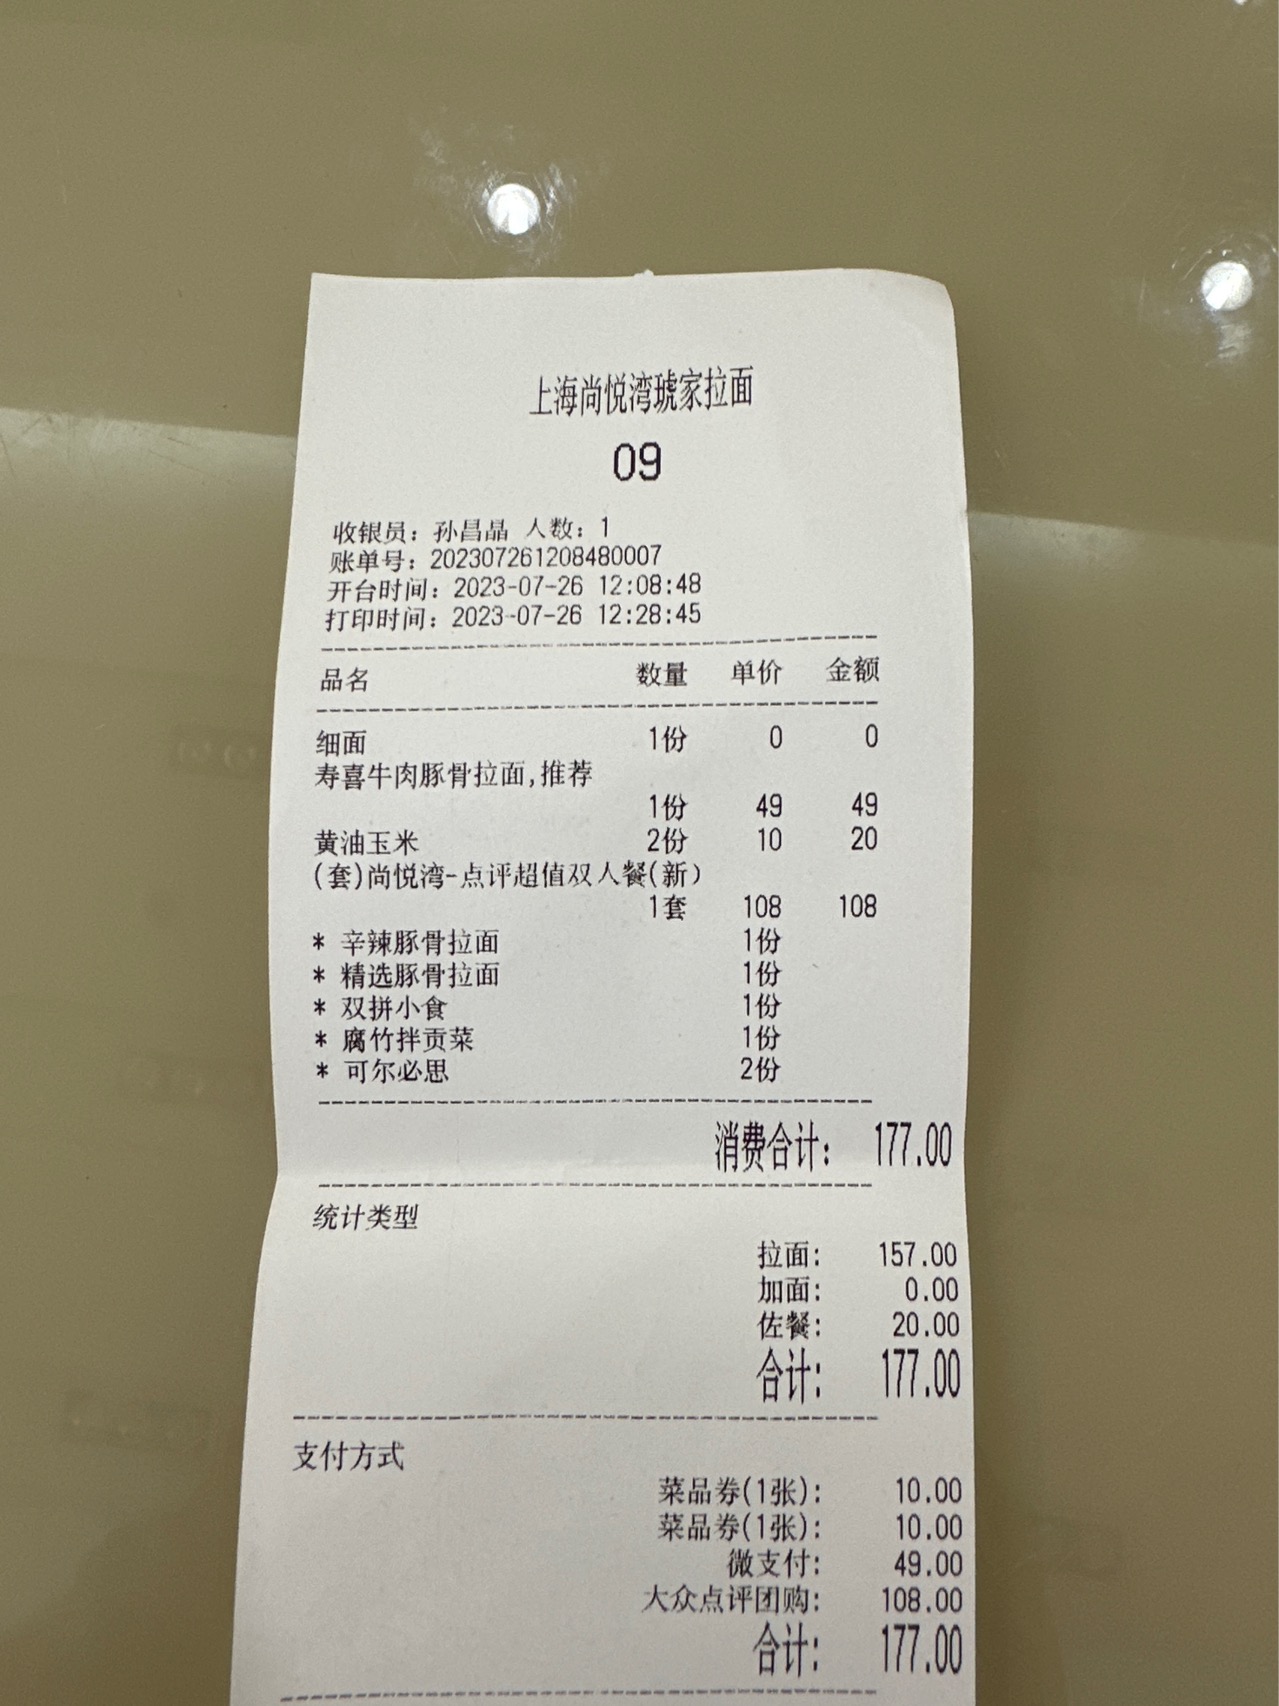 上海尚悦湾琥家拉面
09
收银员：孙昌晶 人数：1
账单号：202307261208480007
开台时间：2023-07-26 12:08:48
打印时间：2023-07-26 12:28:45
品名 数量 单价 金额
细面 1份 0 0
寿喜牛肉豚骨拉面,推荐
1份 49 49
黄油玉米 2份 10 20
(套)尚悦湾-点评超值双人餐(新）
1套 108 108
* 辛辣豚骨拉面 1份
* 精选豚骨拉面 1份
* 双拼小食 1份
* 腐竹拌贡菜 1份
* 可尔必思 2份
消费合计： 177.00
统计类型
拉面: 157.00
加面: 0.00
佐餐: 20.00
合计: 177.00
支付方式
菜品券(1张): 10.00
菜品券(1张): 10.00
微支付: 49.00
大众点评团购: 108.00
合计: 177.00